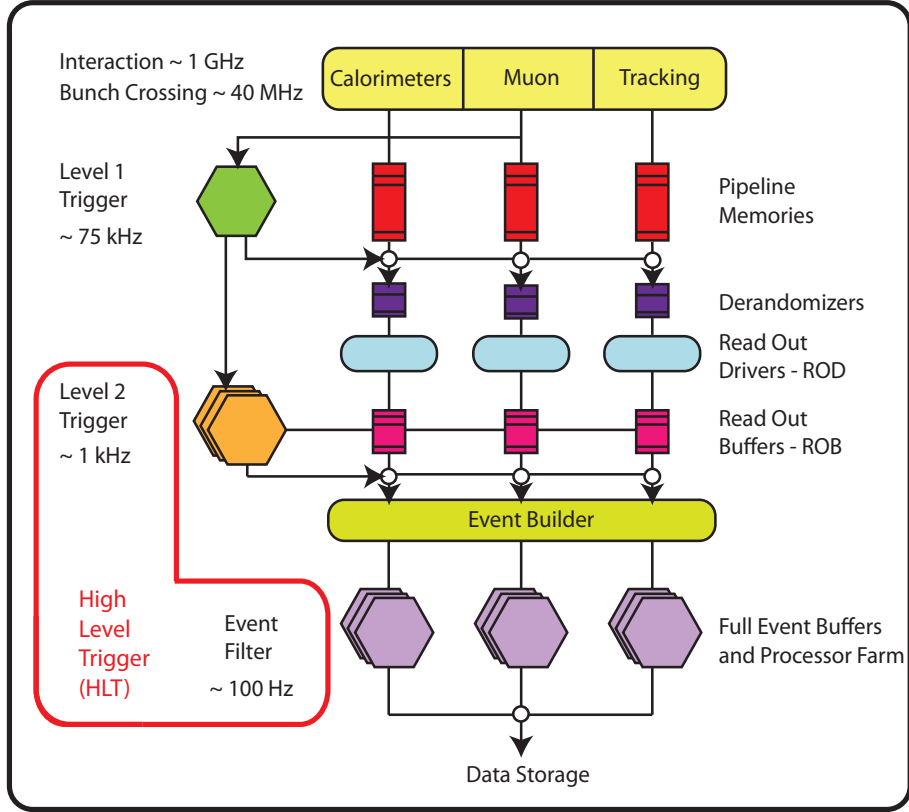 Interaction ~ 1 GHz
Bunch Crossing ~ 40 MHz
Calorimeters
Muon
Tracking
Level 1
Trigger
~ 75 kHz
Pipeline
Memories
Derandomizers
Read Out
Drivers - ROD
Level 2
Trigger
~ 1 kHz
Read Out
Buffers - ROB
Event Builder
High
Level
Trigger
(HLT)
Event
Filter
~ 100 Hz
Full Event Buffers
and Processor Farm
Data Storage